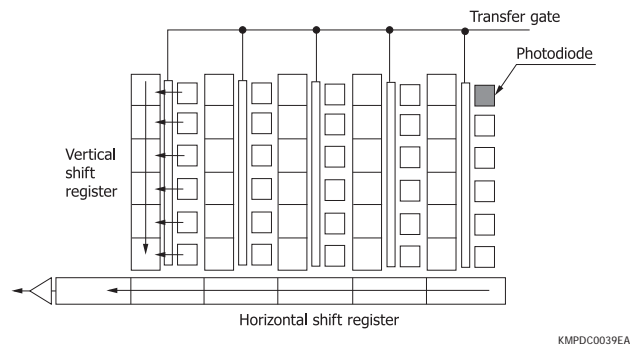 Transfer gate
Photodiode
Vertical
shift
register
Horizontal shift register
KMPDC0039EA